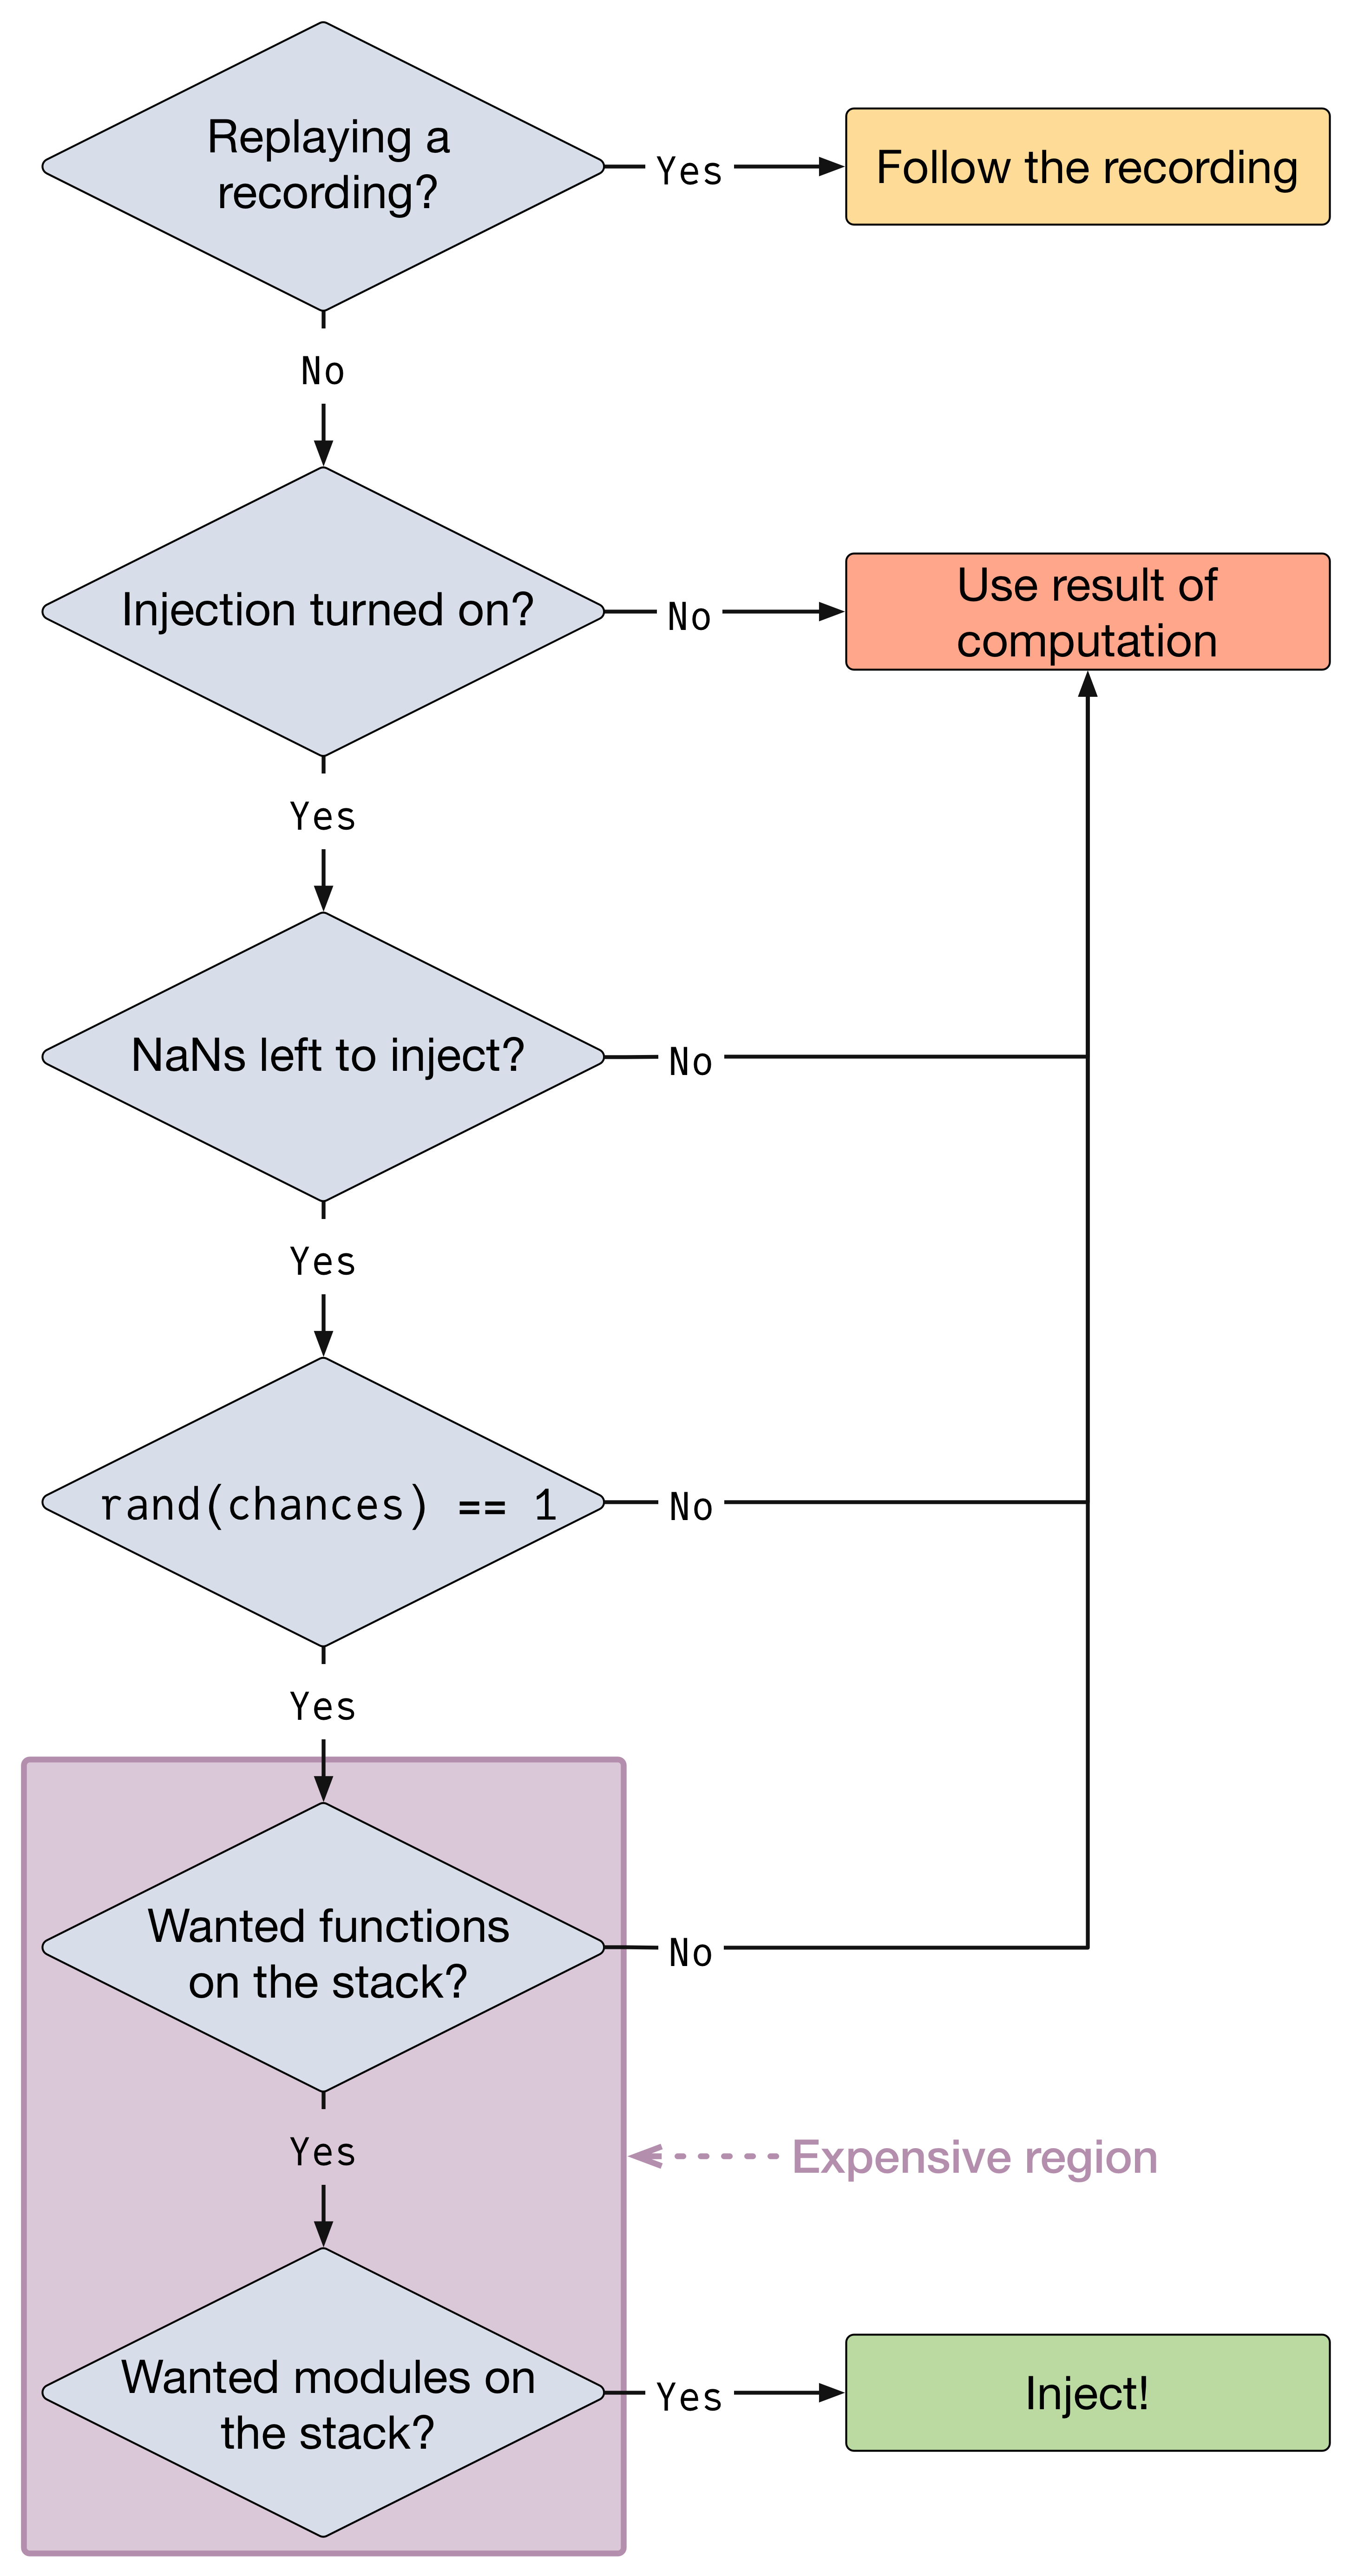 Replaying a
recording?
Yes
Follow the recording
No
Injection turned on?
No
Use result of
computation
Yes
NaNs left to inject?
No
Yes
rand(chances) == 1
No
Yes
Wanted functions
on the stack?
No
Yes
Expensive region
Wanted modules on
the stack?
Yes
Inject!